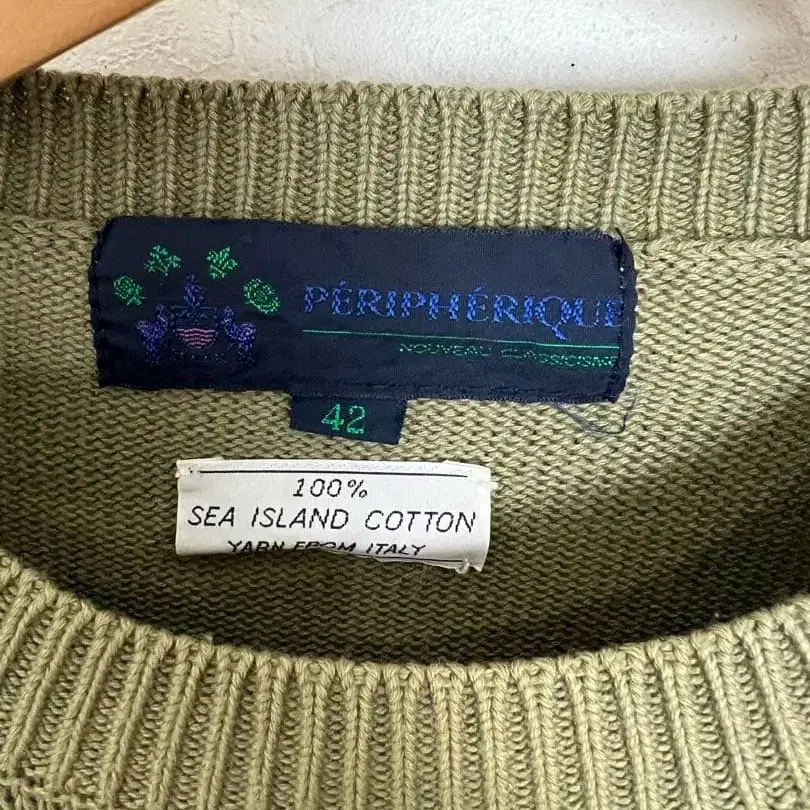 PÉRIPHÉRIQUE
NOUVEAU CLASSICISME
42
100%
SEA ISLAND COTTON
YARN FROM ITALY